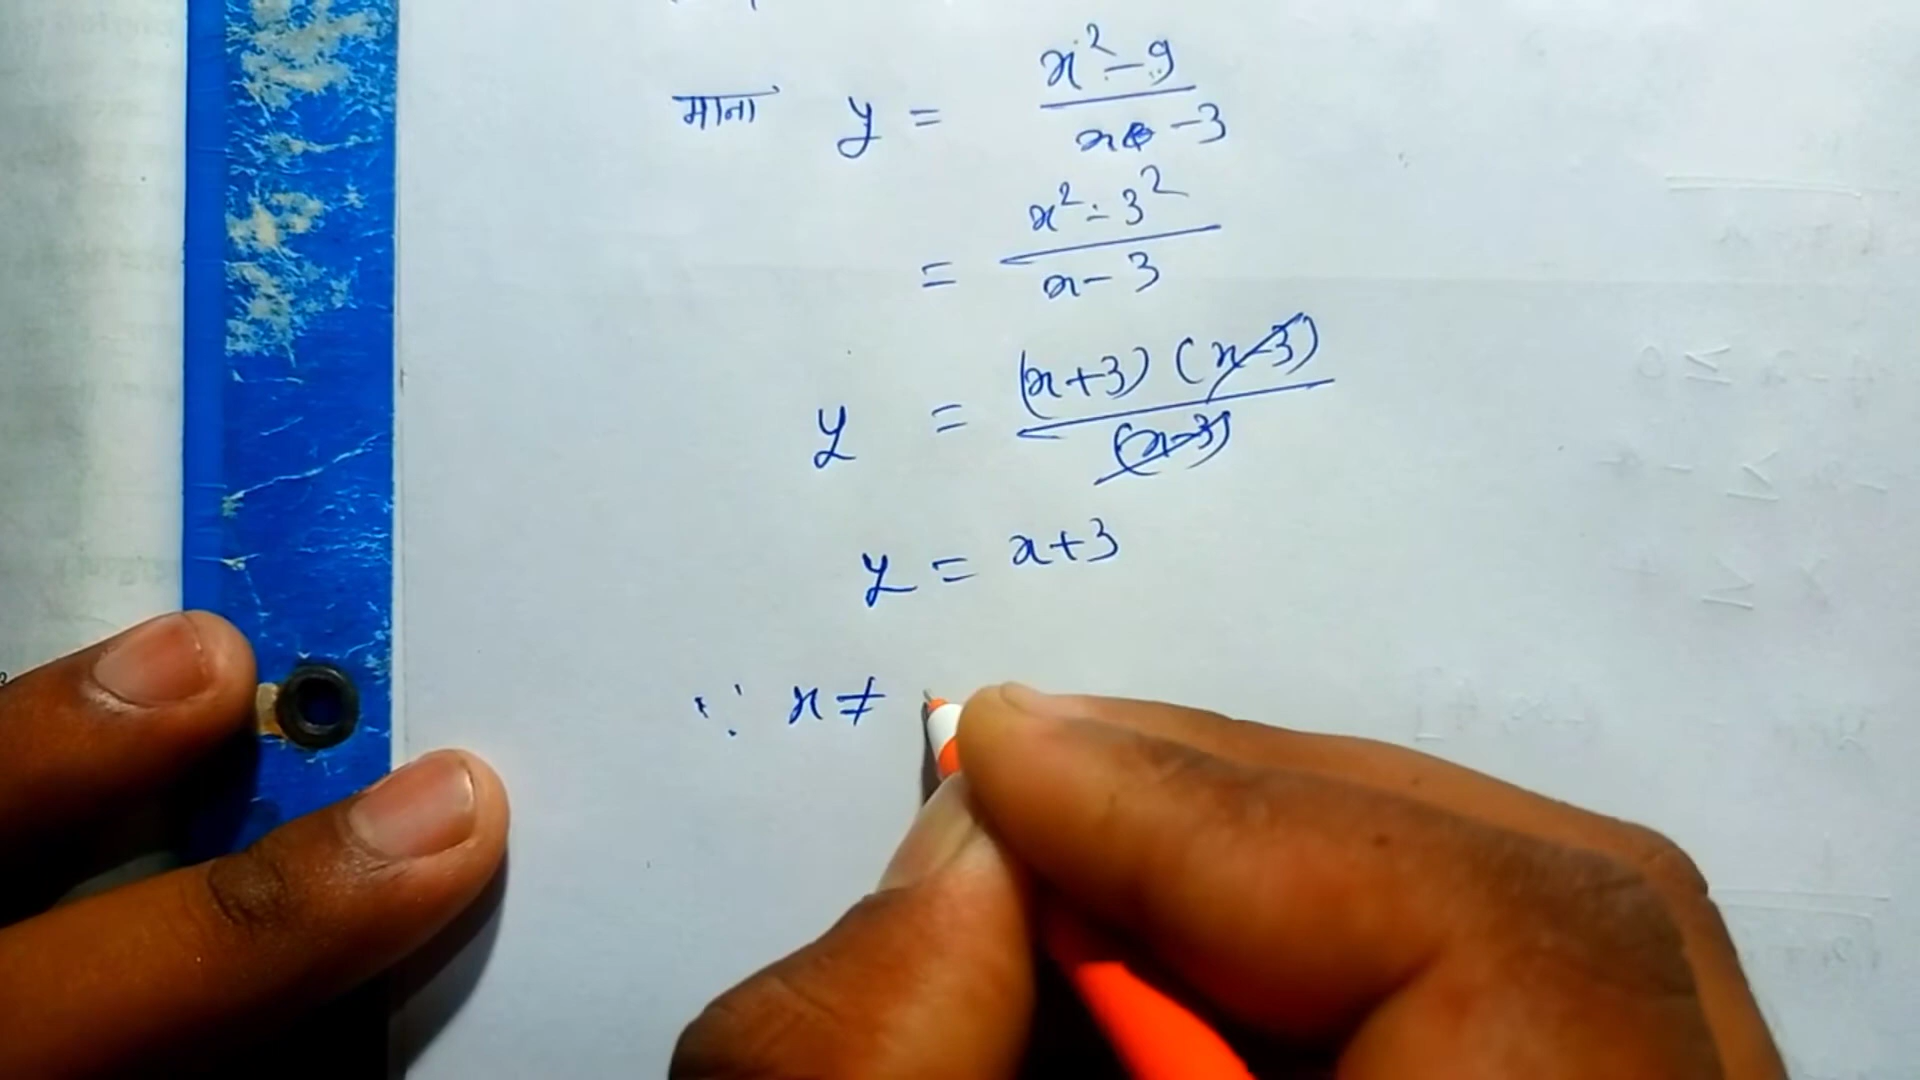 माना y = x² - 9 / x - 3
= x² - 3² / x - 3
y = (x+3) (x-3) / (x-3)
y = x+3
∵ x ≠